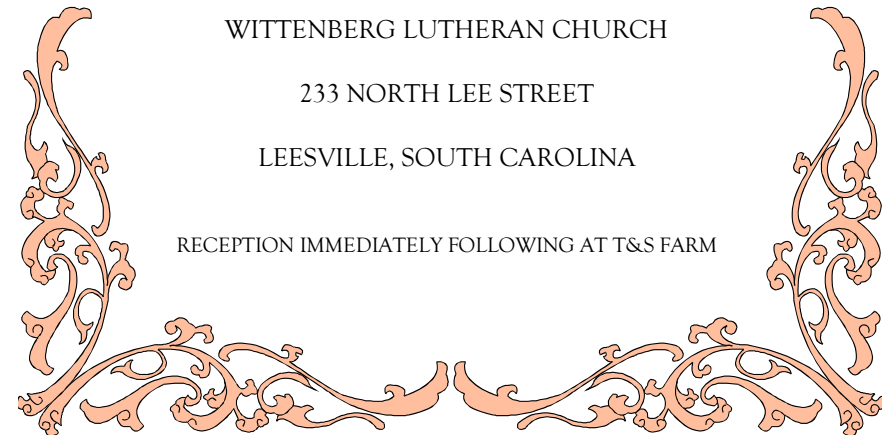 WITTENBERG LUTHERAN CHURCH
233 NORTH LEE STREET
LEESVILLE, SOUTH CAROLINA
RECEPTION IMMEDIATELY FOLLOWING AT T&S FARM